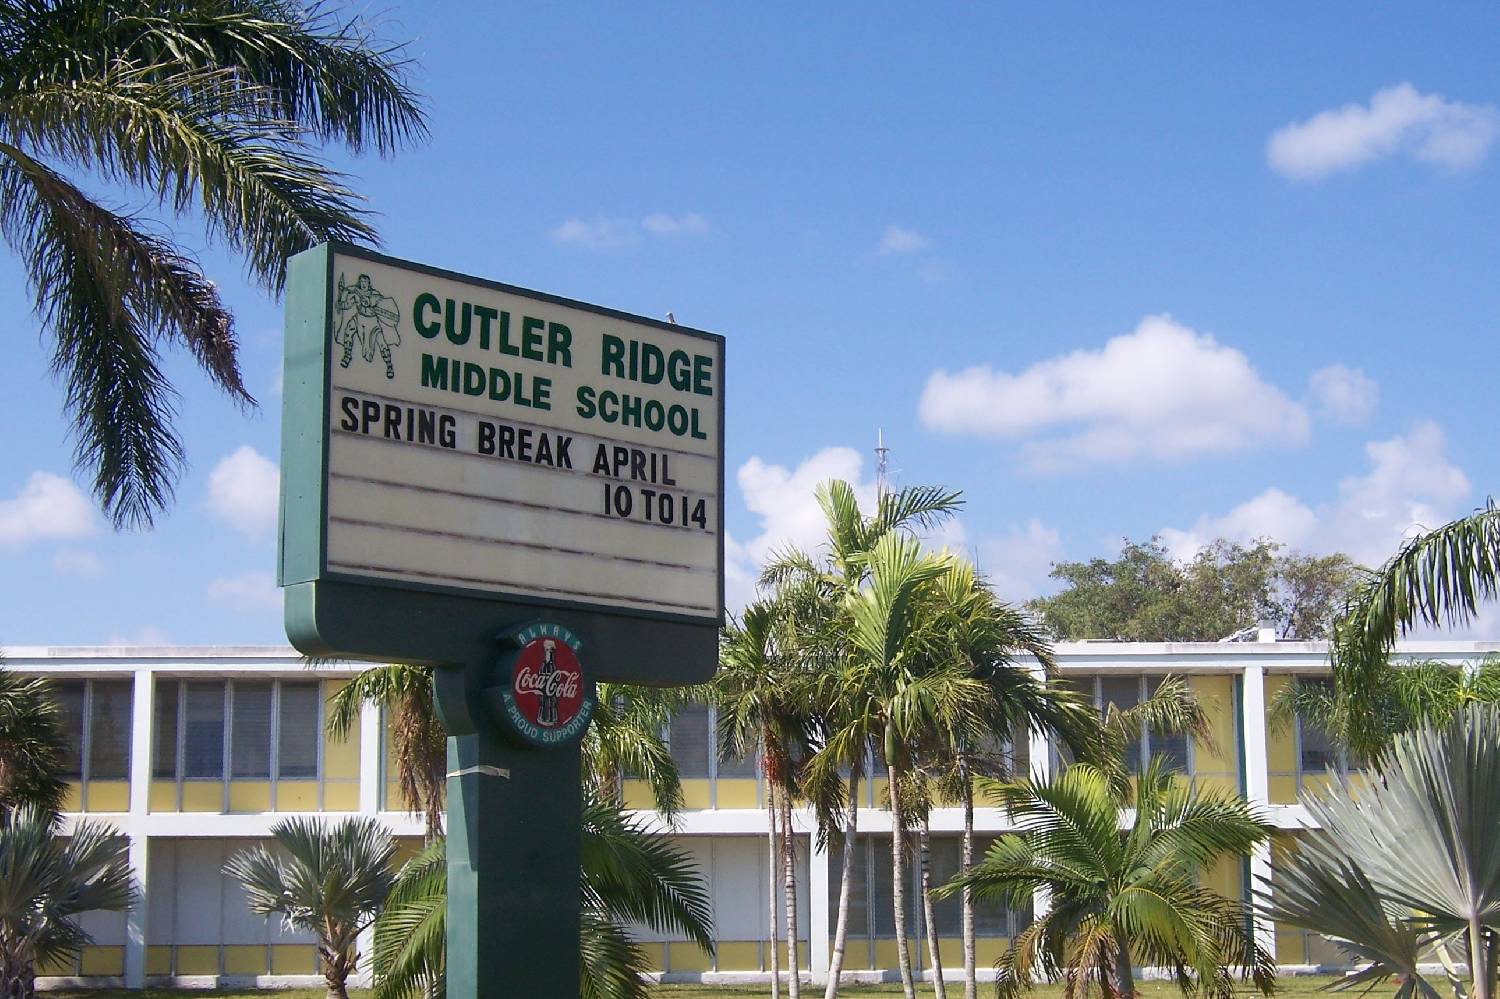 CUTLER RIDGE
MIDDLE SCHOOL
SPRING BREAK APRIL
10 TO 14
ALWAYS
Coca-Cola
A PROUD SUPPORTER